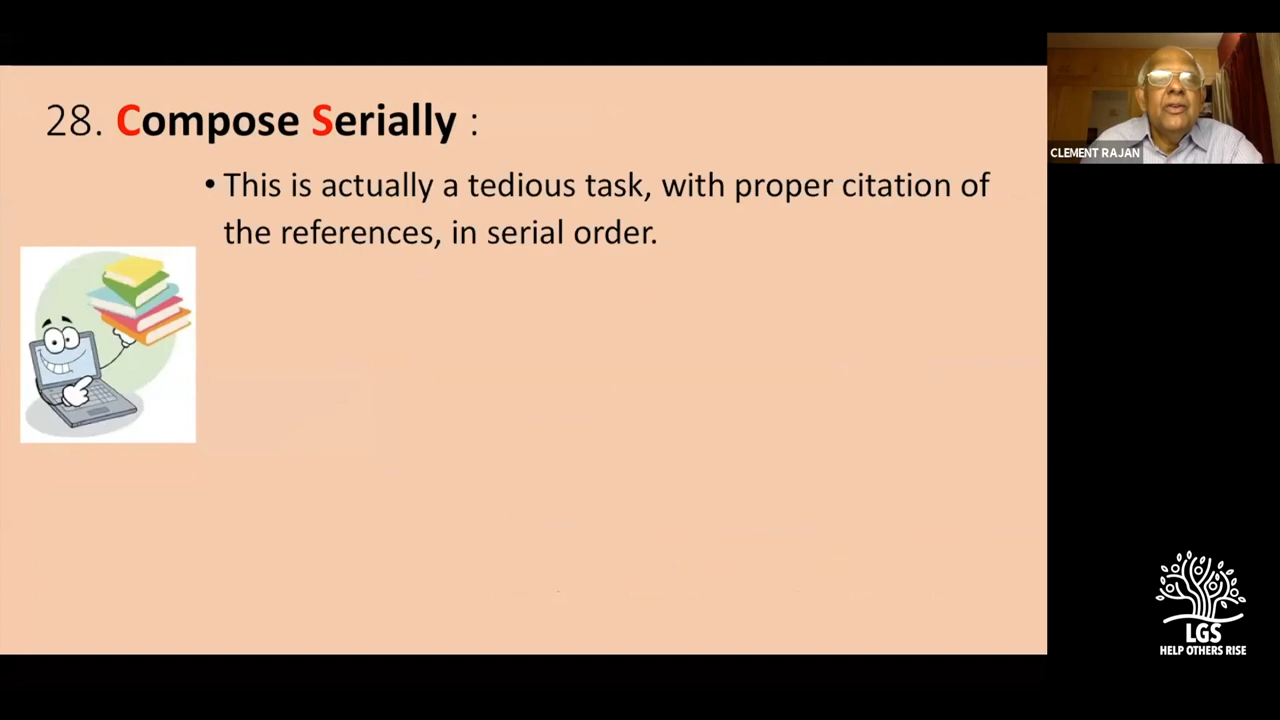 28. Compose Serially :
• This is actually a tedious task, with proper citation of
the references, in serial order.
CLEMENT RAJAN
LGS
HELP OTHERS RISE